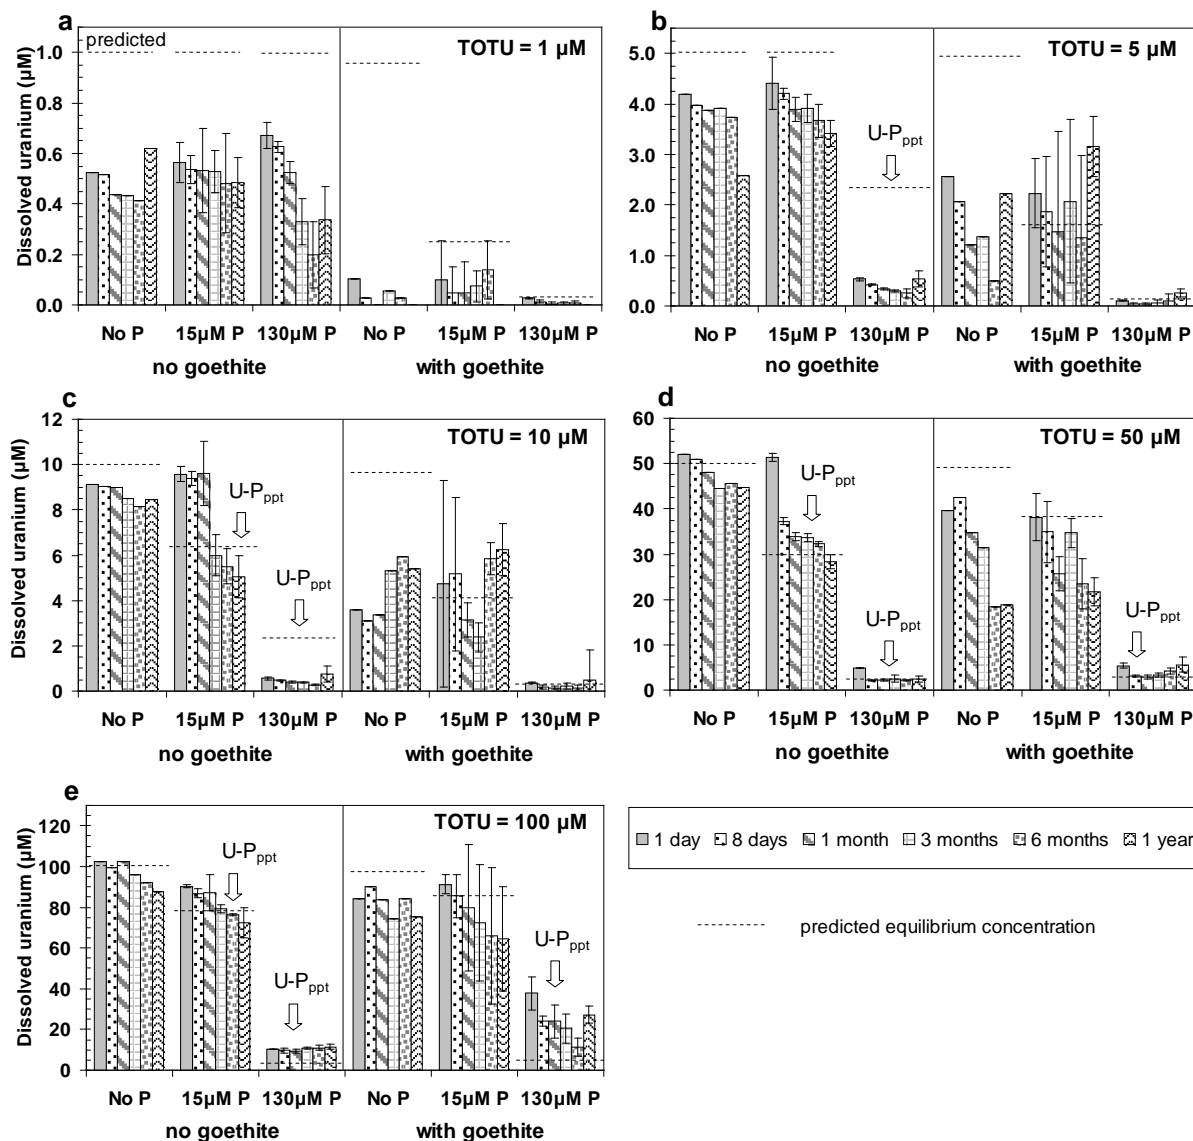 a
predicted
TOTU = 1 µM
Dissolved uranium (µM)
1.0
0.8
0.6
0.4
0.2
0.0
No P 15µM P 130µM P No P 15µM P 130µM P
no goethite with goethite
b
TOTU = 5 µM
U-Pppt
5.0
4.0
3.0
2.0
1.0
0.0
No P 15µM P 130µM P No P 15µM P 130µM P
no goethite with goethite
c
TOTU = 10 µM
Dissolved uranium (µM)
U-Pppt
U-Pppt
12
10
8
6
4
2
0
No P 15µM P 130µM P No P 15µM P 130µM P
no goethite with goethite
d
TOTU = 50 µM
U-Pppt
U-Pppt
U-Pppt
60
50
40
30
20
10
0
No P 15µM P 130µM P No P 15µM P 130µM P
no goethite with goethite
e
TOTU = 100 µM
Dissolved uranium (µM)
U-Pppt
U-Pppt
U-Pppt
120
100
80
60
40
20
0
No P 15µM P 130µM P No P 15µM P 130µM P
no goethite with goethite
1 day 8 days 1 month 3 months 6 months 1 year
predicted equilibrium concentration